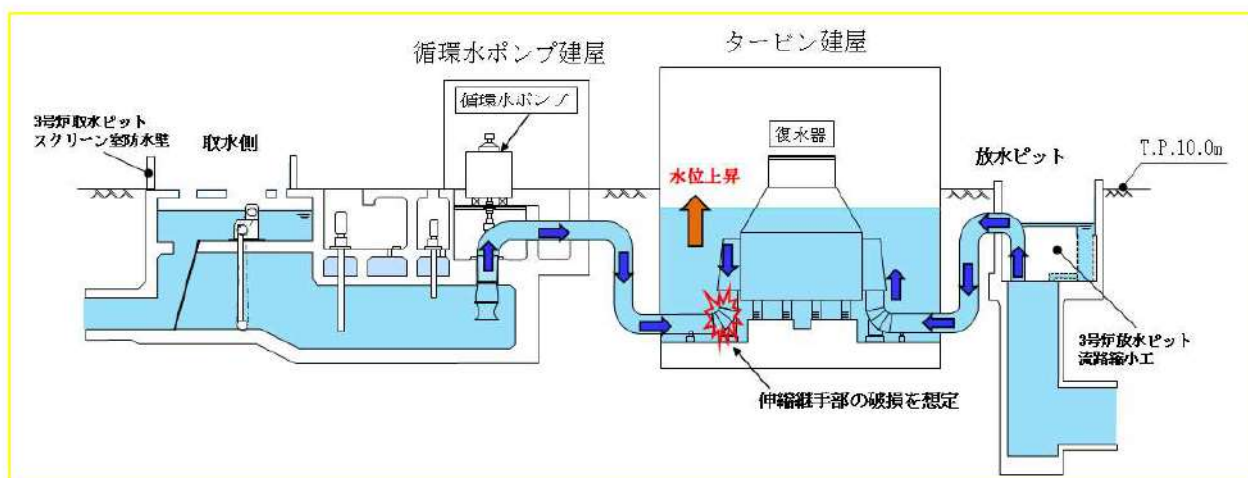 循環水ポンプ建屋
タービン建屋
循環水ポンプ
3号炉取水ピット
スクリーン室防水壁
取水側
復水器
放水ピット
T.P.10.0m
水位上昇
3号炉放水ピット
流路縮小工
伸縮継手部の破損を想定